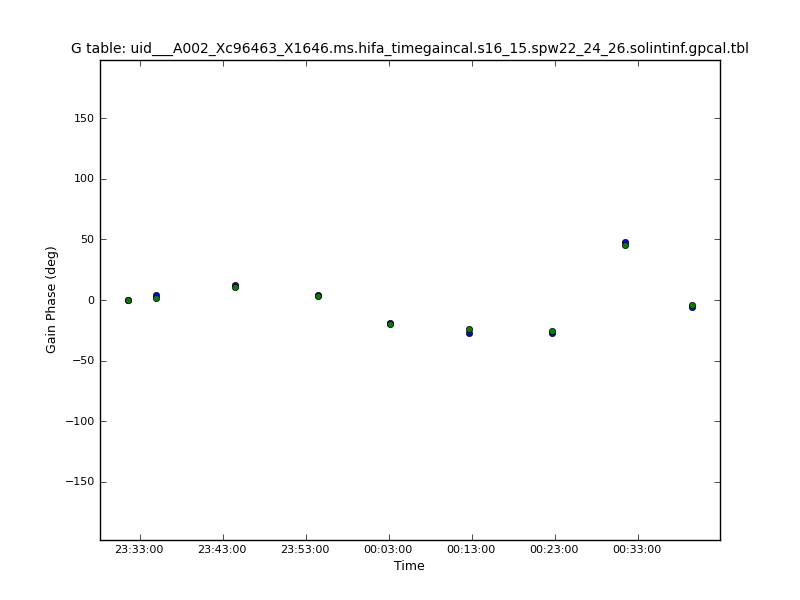 G table: uid___A002_Xc96463_X1646.ms.hifa_timegaincal.s16_15.spw22_24_26.solintinf.gpcal.tbl
150
100
50
0
−50
−100
−150
Gain Phase (deg)
23:33:00 23:43:00 23:53:00 00:03:00 00:13:00 00:23:00 00:33:00
Time